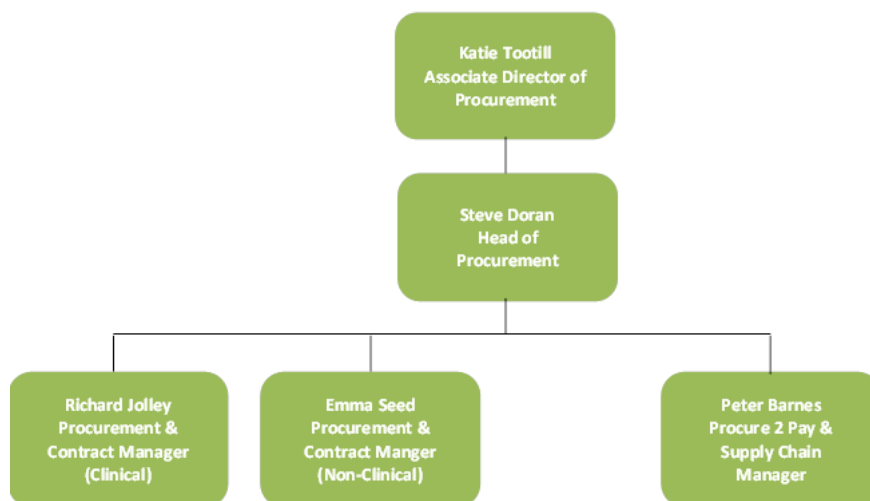 Katie Tootill
Associate Director of
Procurement
Steve Doran
Head of
Procurement
Richard Jolley
Procurement &
Contract Manager
(Clinical)
Emma Seed
Procurement &
Contract Manger
(Non-Clinical)
Peter Barnes
Procure 2 Pay &
Supply Chain
Manager